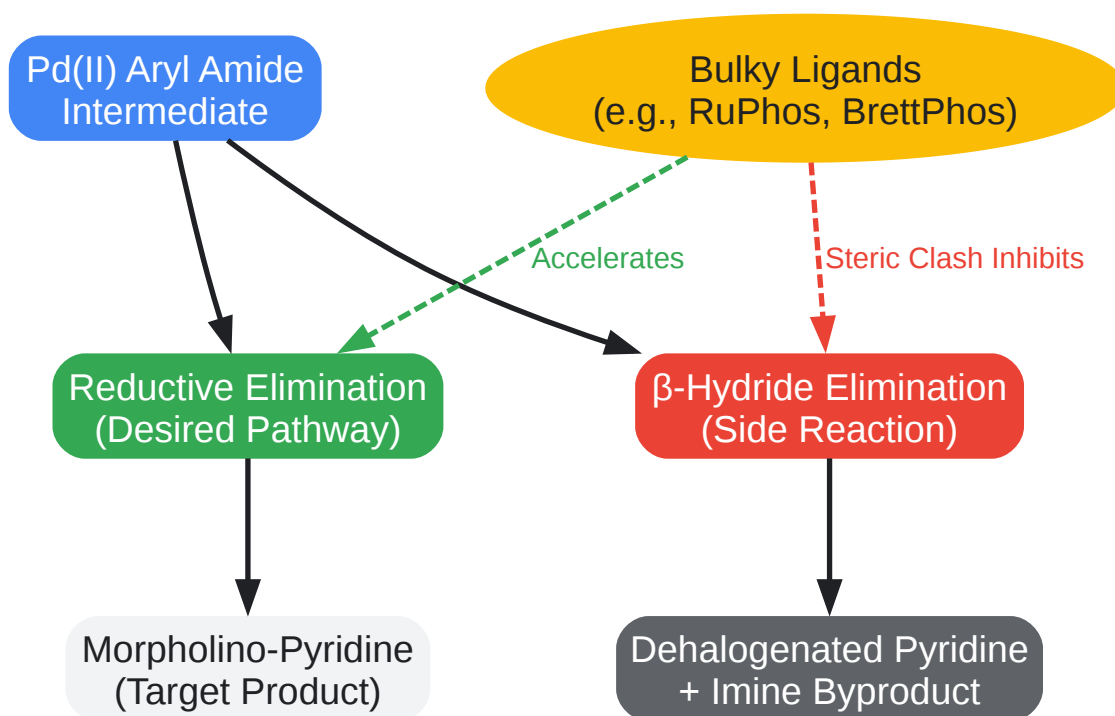 Pd(II) Aryl Amide
Intermediate
Bulky Ligands
(e.g., RuPhos, BrettPhos)
Accelerates
Steric Clash Inhibits
Reductive Elimination
(Desired Pathway)
β-Hydride Elimination
(Side Reaction)
Morpholino-Pyridine
(Target Product)
Dehalogenated Pyridine
+ Imine Byproduct